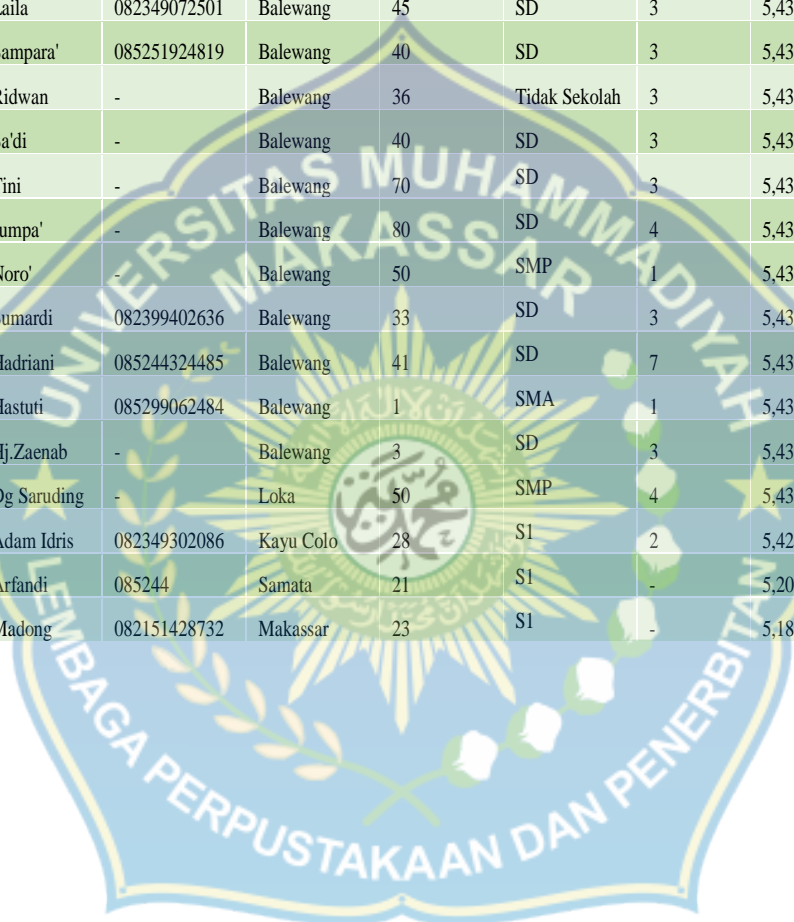 Laila 082349072501 Balewang 45 SD 3 5,43
ampara' 085251924819 Balewang 40 SD 3 5,43
Ridwan - Balewang 36 Tidak Sekolah 3 5,43
a'di - Balewang 40 SD 3 5,43
ini - Balewang 70 SD 3 5,43
umpa' - Balewang 80 SD 4 5,43
Noro' - Balewang 50 SMP 1 5,43
umardi 082399402636 Balewang 33 SD 3 5,43
Hadriani 085244324485 Balewang 41 SD 7 5,43
Hastuti 085299062484 Balewang 1 SMA 1 5,43
Hj.Zaenab - Balewang 3 SD 3 5,43
Dg Saruding - Loka 50 SMP 4 5,43
Adam Idris 082349302086 Kayu Colo 28 S1 2 5,42
Arfandi 085244 Samata 21 S1 - 5,20
Madong 082151428732 Makassar 23 S1 - 5,18
UNIVERSITAS MUHAMMADIYAH
MAKASSAR
LEMBAGA PERPUSTAKAAN DAN PENERBITAN